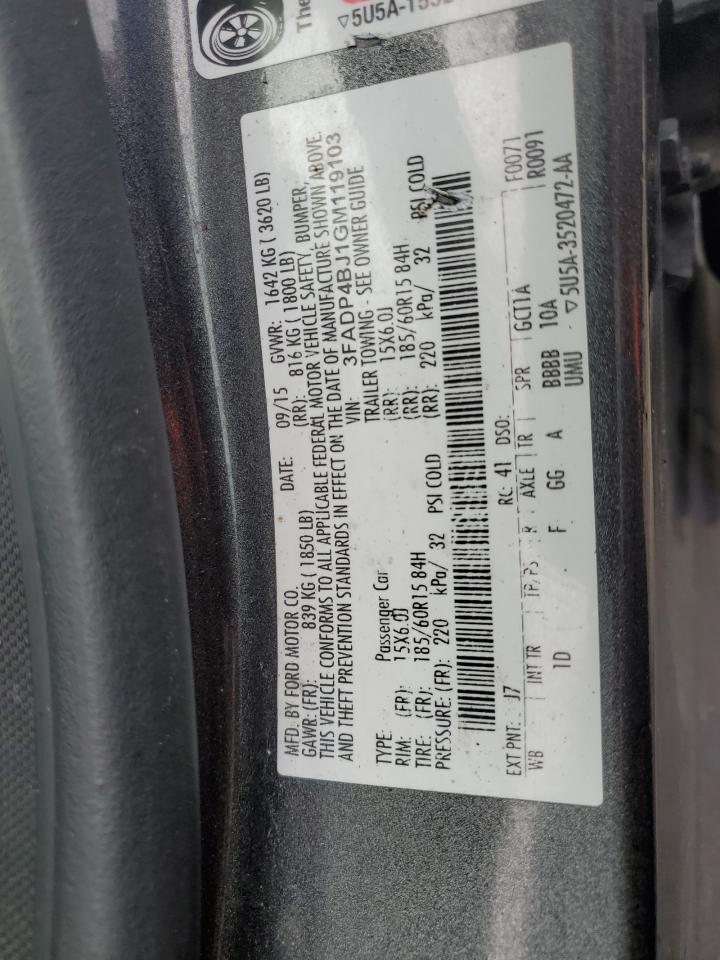 The
▽5U5A-1532
MFD. BY FORD MOTOR CO. DATE: 09/15 GVWR: 1642 KG ( 3620 LB)
GAWR: (FR): 839 KG ( 1850 LB) (RR): 816 KG ( 1800 LB)
THIS VEHICLE CONFORMS TO ALL APPLICABLE FEDERAL MOTOR VEHICLE SAFETY, BUMPER,
AND THEFT PREVENTION STANDARDS IN EFFECT ON THE DATE OF MANUFACTURE SHOWN ABOVE.
VIN: 3FADP4BJ1GM119103
TYPE: Passenger Car TRAILER TOWING - SEE OWNER GUIDE
RIM: (FR): 15X6.0J (RR): 15X6.0J
TIRE: (FR): 185/60R15 84H (RR): 185/60R15 84H
PRESSURE: (FR): 220 kPa/ 32 PSI COLD (RR): 220 kPa/ 32 PSI COLD
EXT PNT: J7 RC: 41 DSO: F0071
WB INT TR TP/PS R AXLE TR SPR GCT1A R0091
1D F GG A BBBB 10A
UMU ▽5U5A-3520472-AA